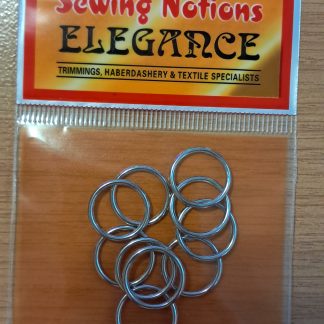 Sewing Notions
ELEGANCE
TRIMMINGS, HABERDASHERY & TEXTILE SPECIALISTS